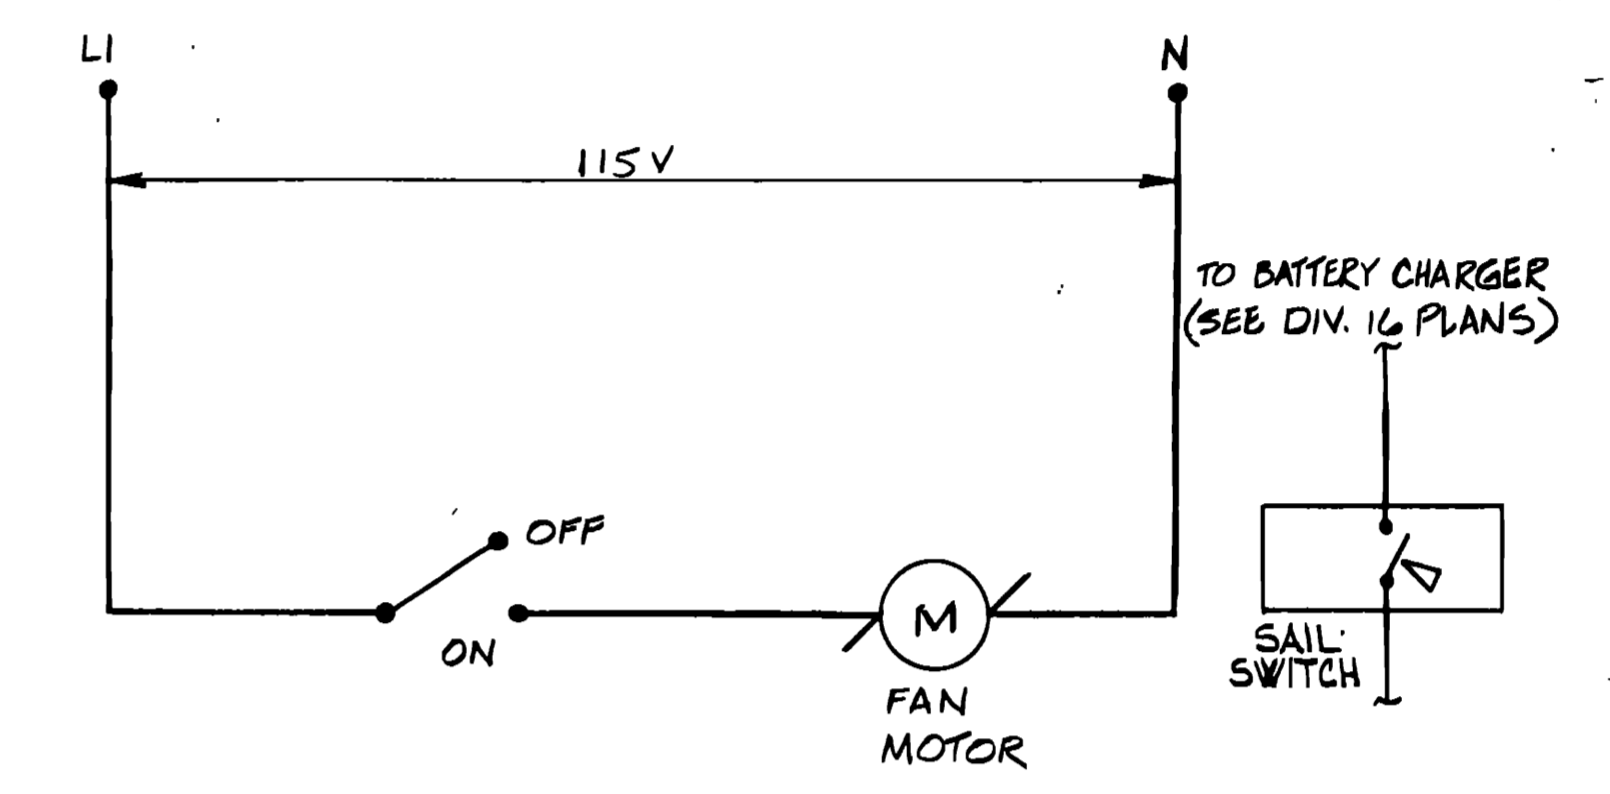 L1
N
115V
TO BATTERY CHARGER
(SEE DIV. 16 PLANS)
OFF
ON
M
FAN
MOTOR
SAIL
SWITCH